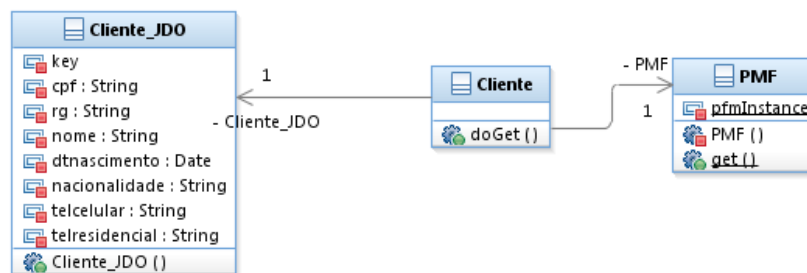 Cliente_JDO
key
cpf : String
rg : String
nome : String
dtnascimento : Date
nacionalidade : String
telcelular : String
telresidencial : String
Cliente_JDO ()
1
- Cliente_JDO
Cliente
doGet ()
- PMF
1
PMF
pfmInstance
PMF ()
get ()